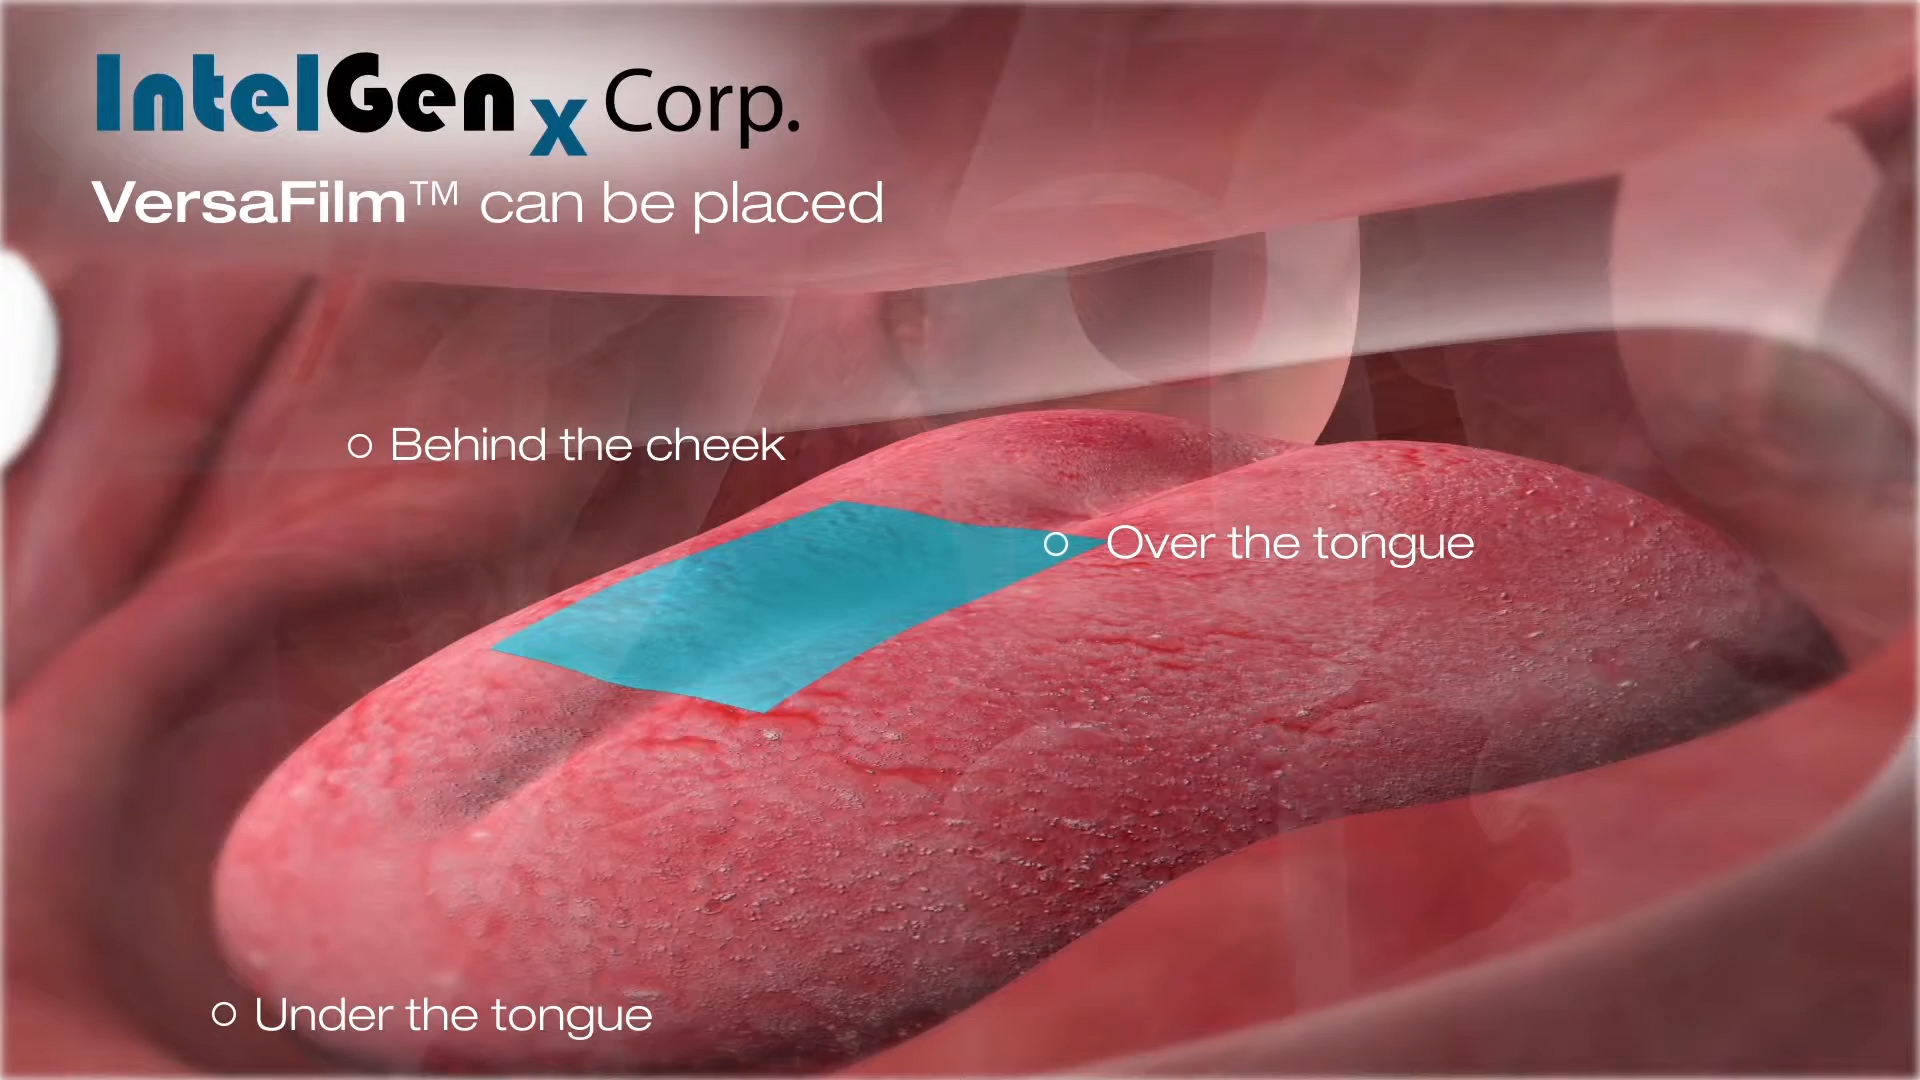 IntelGenx Corp.
VersaFilm™ can be placed
Behind the cheek
Over the tongue
Under the tongue